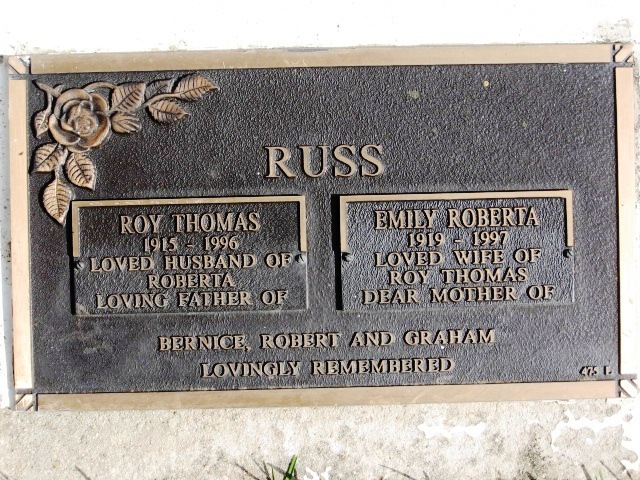 RUSS
ROY THOMAS
1915 - 1996
LOVED HUSBAND OF
ROBERTA
LOVING FATHER OF
EMILY ROBERTA
1919 - 1997
LOVED WIFE OF
ROY THOMAS
DEAR MOTHER OF
BERNICE, ROBERT AND GRAHAM
LOVINGLY REMEMBERED